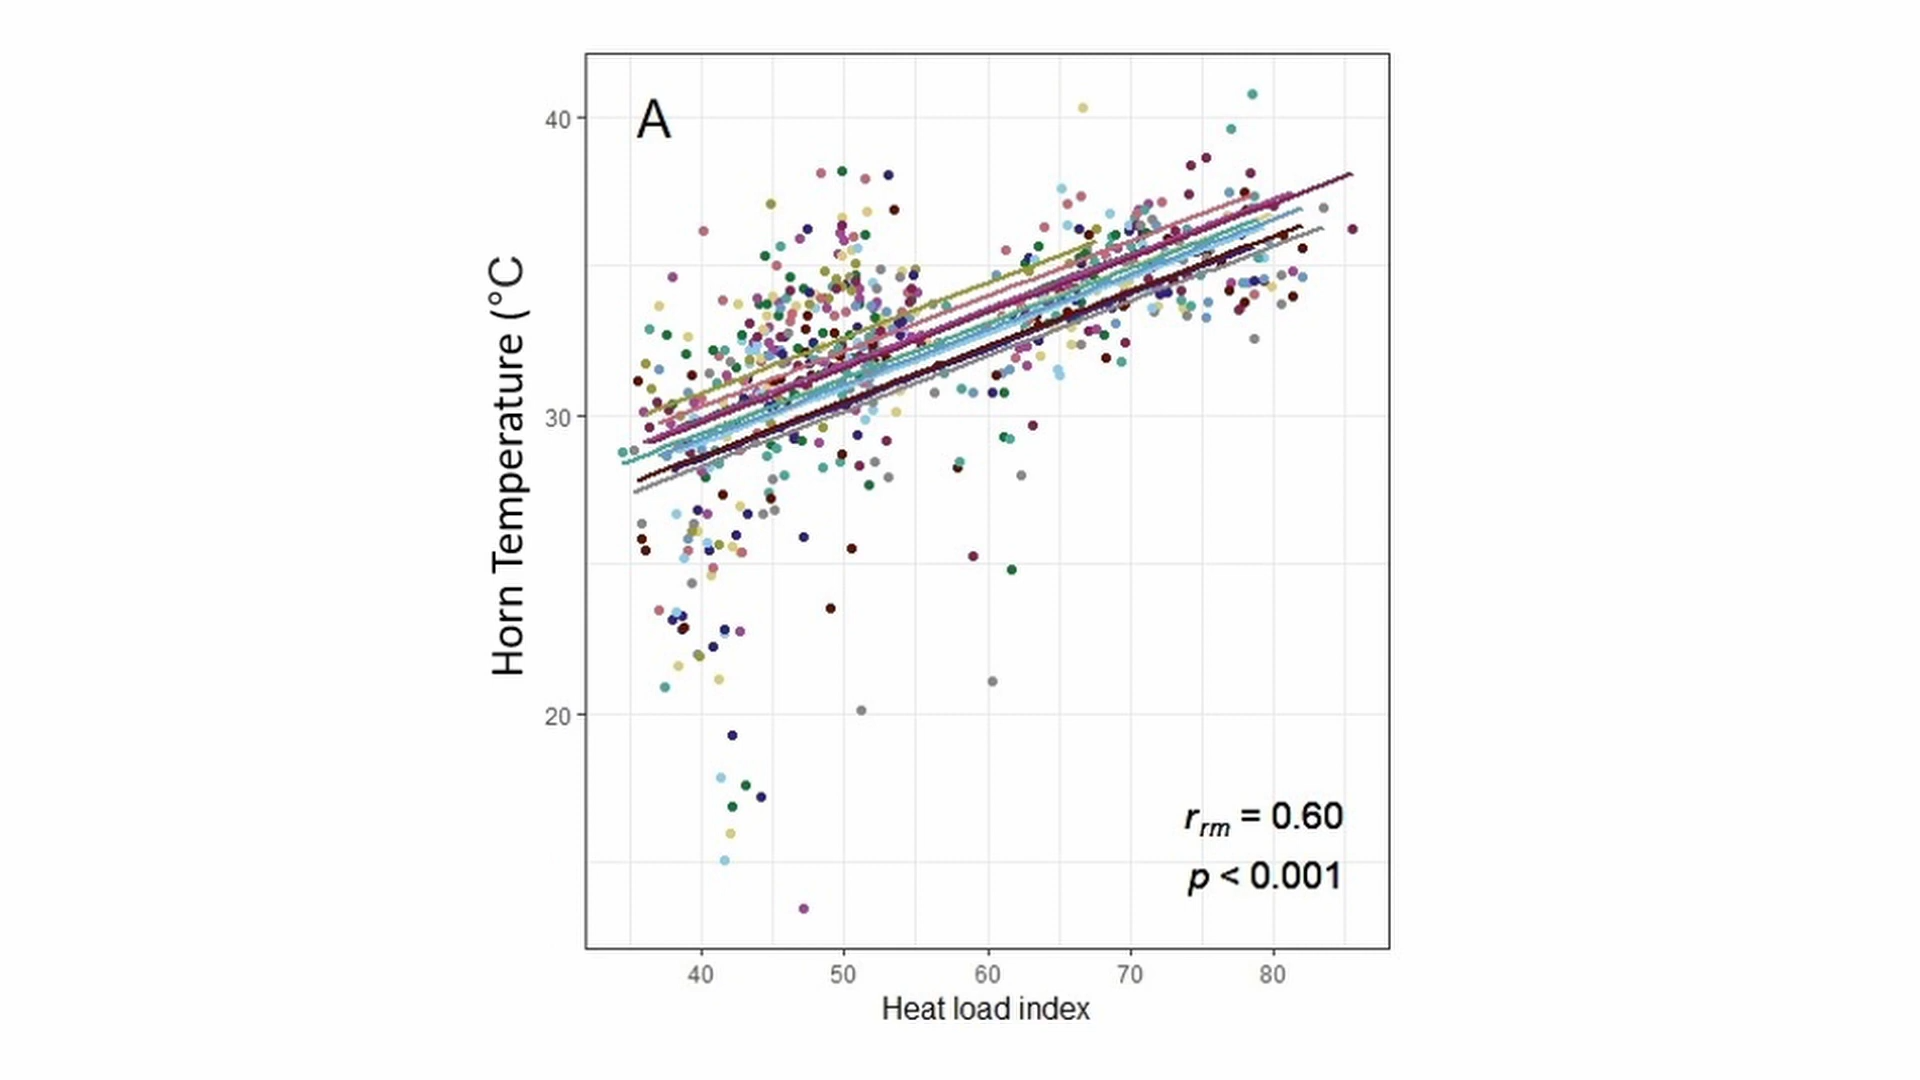 A
40
30
20
Horn Temperature (°C
r_rm = 0.60
p < 0.001
40 50 60 70 80
Heat load index